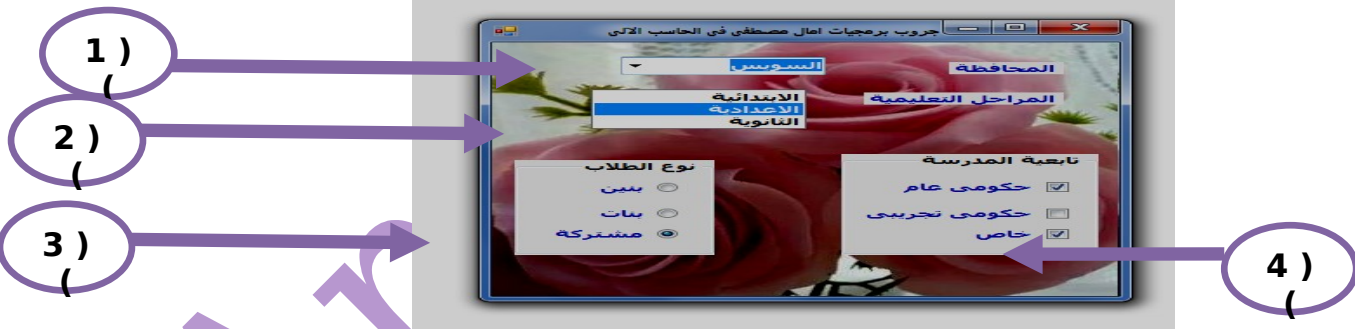 جروب برمجيات امال مصطفى فى الحاسب الالى
1 )
(
المحافظة
السويس
المراحل التعليمية
الابتدائية
الاعدادية
الثانوية
2 )
(
تابعية المدرسة
حكومى عام
حكومى تجريبى
خاص
نوع الطلاب
بنين
بنات
مشتركة
3 )
(
4 )
(